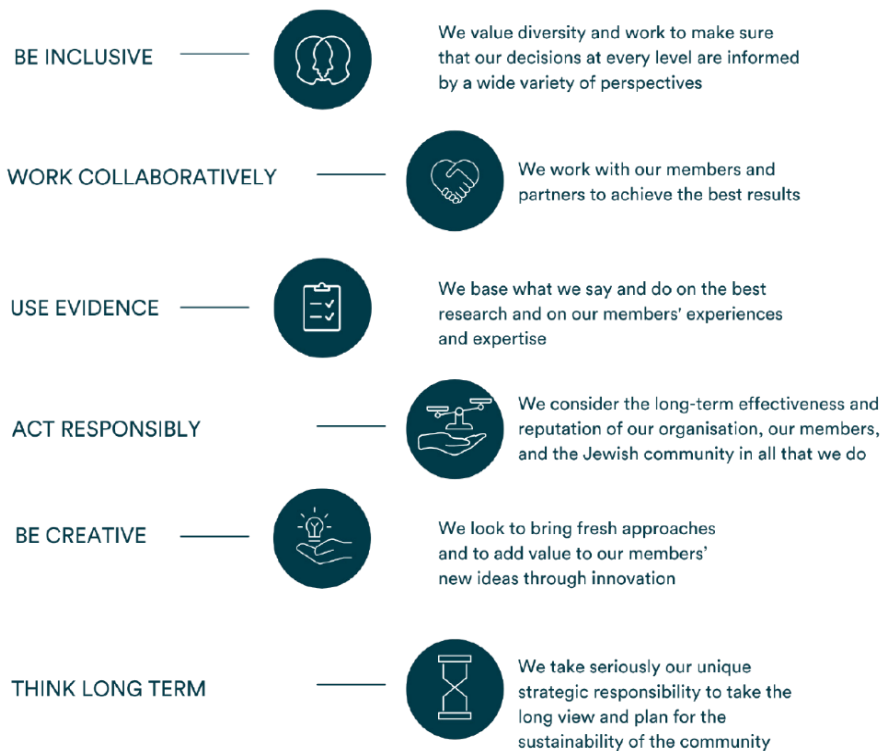 BE INCLUSIVE
We value diversity and work to make sure
that our decisions at every level are informed
by a wide variety of perspectives
WORK COLLABORATIVELY
We work with our members and
partners to achieve the best results
USE EVIDENCE
We base what we say and do on the best
research and on our members' experiences
and expertise
ACT RESPONSIBLY
We consider the long-term effectiveness and
reputation of our organisation, our members,
and the Jewish community in all that we do
BE CREATIVE
We look to bring fresh approaches
and to add value to our members’
new ideas through innovation
THINK LONG TERM
We take seriously our unique
strategic responsibility to take the
long view and plan for the
sustainability of the community